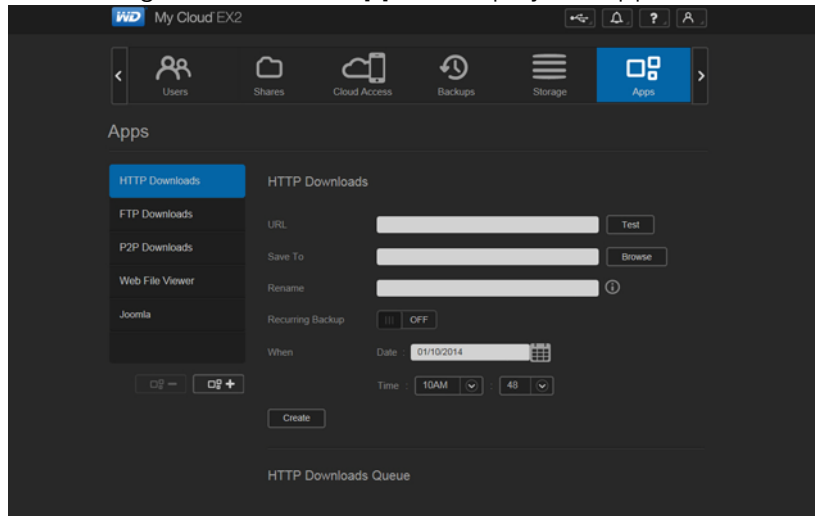 WD My Cloud EX2
?
Users Shares Cloud Access Backups Storage Apps
Apps
HTTP Downloads
FTP Downloads
P2P Downloads
Web File Viewer
Joomla
HTTP Downloads
URL Test
Save To Browse
Rename
Recurring Backup OFF
When Date : 01/10/2014
Time : 10AM : 48
Create
HTTP Downloads Queue